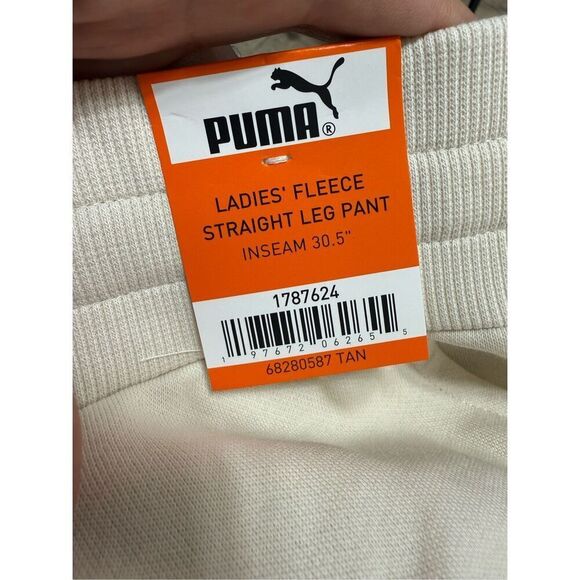 PUMA®
LADIES' FLEECE
STRAIGHT LEG PANT
INSEAM 30.5"
1787624
1 97672 06265 5
68280587 TAN